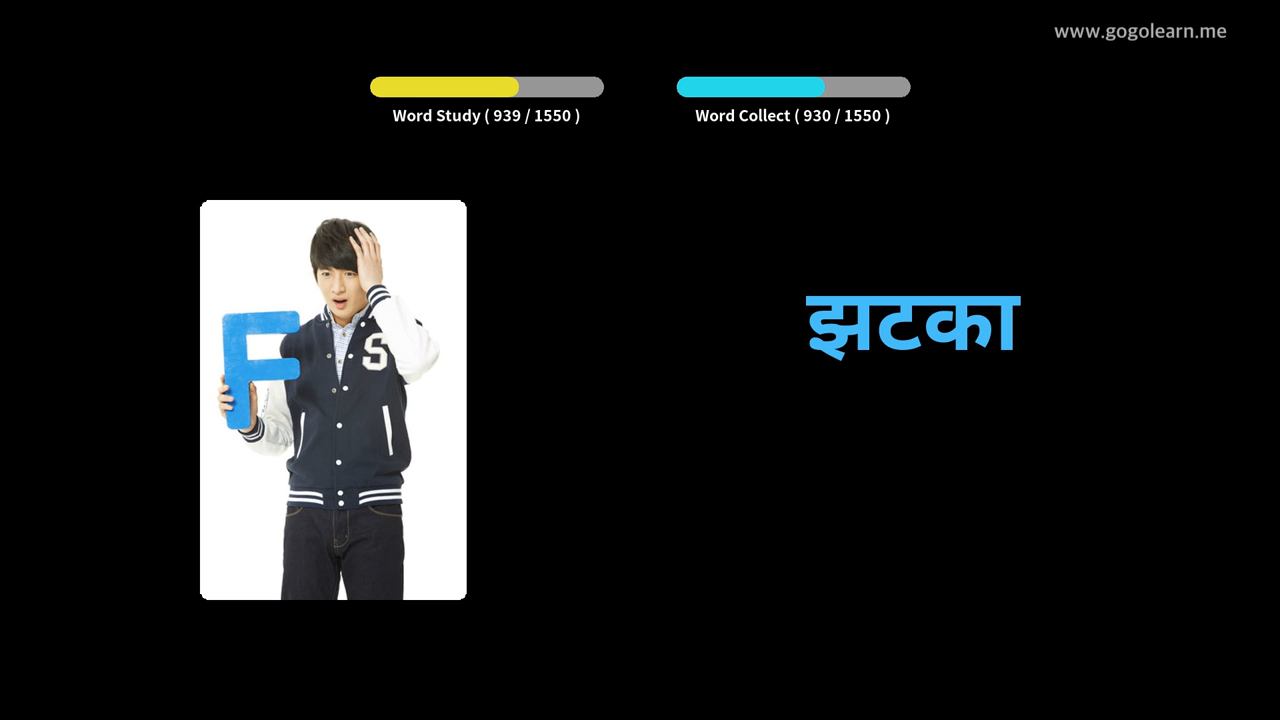 www.gogolearn.me
Word Study ( 939 / 1550 )
Word Collect ( 930 / 1550 )
F
S
झटका